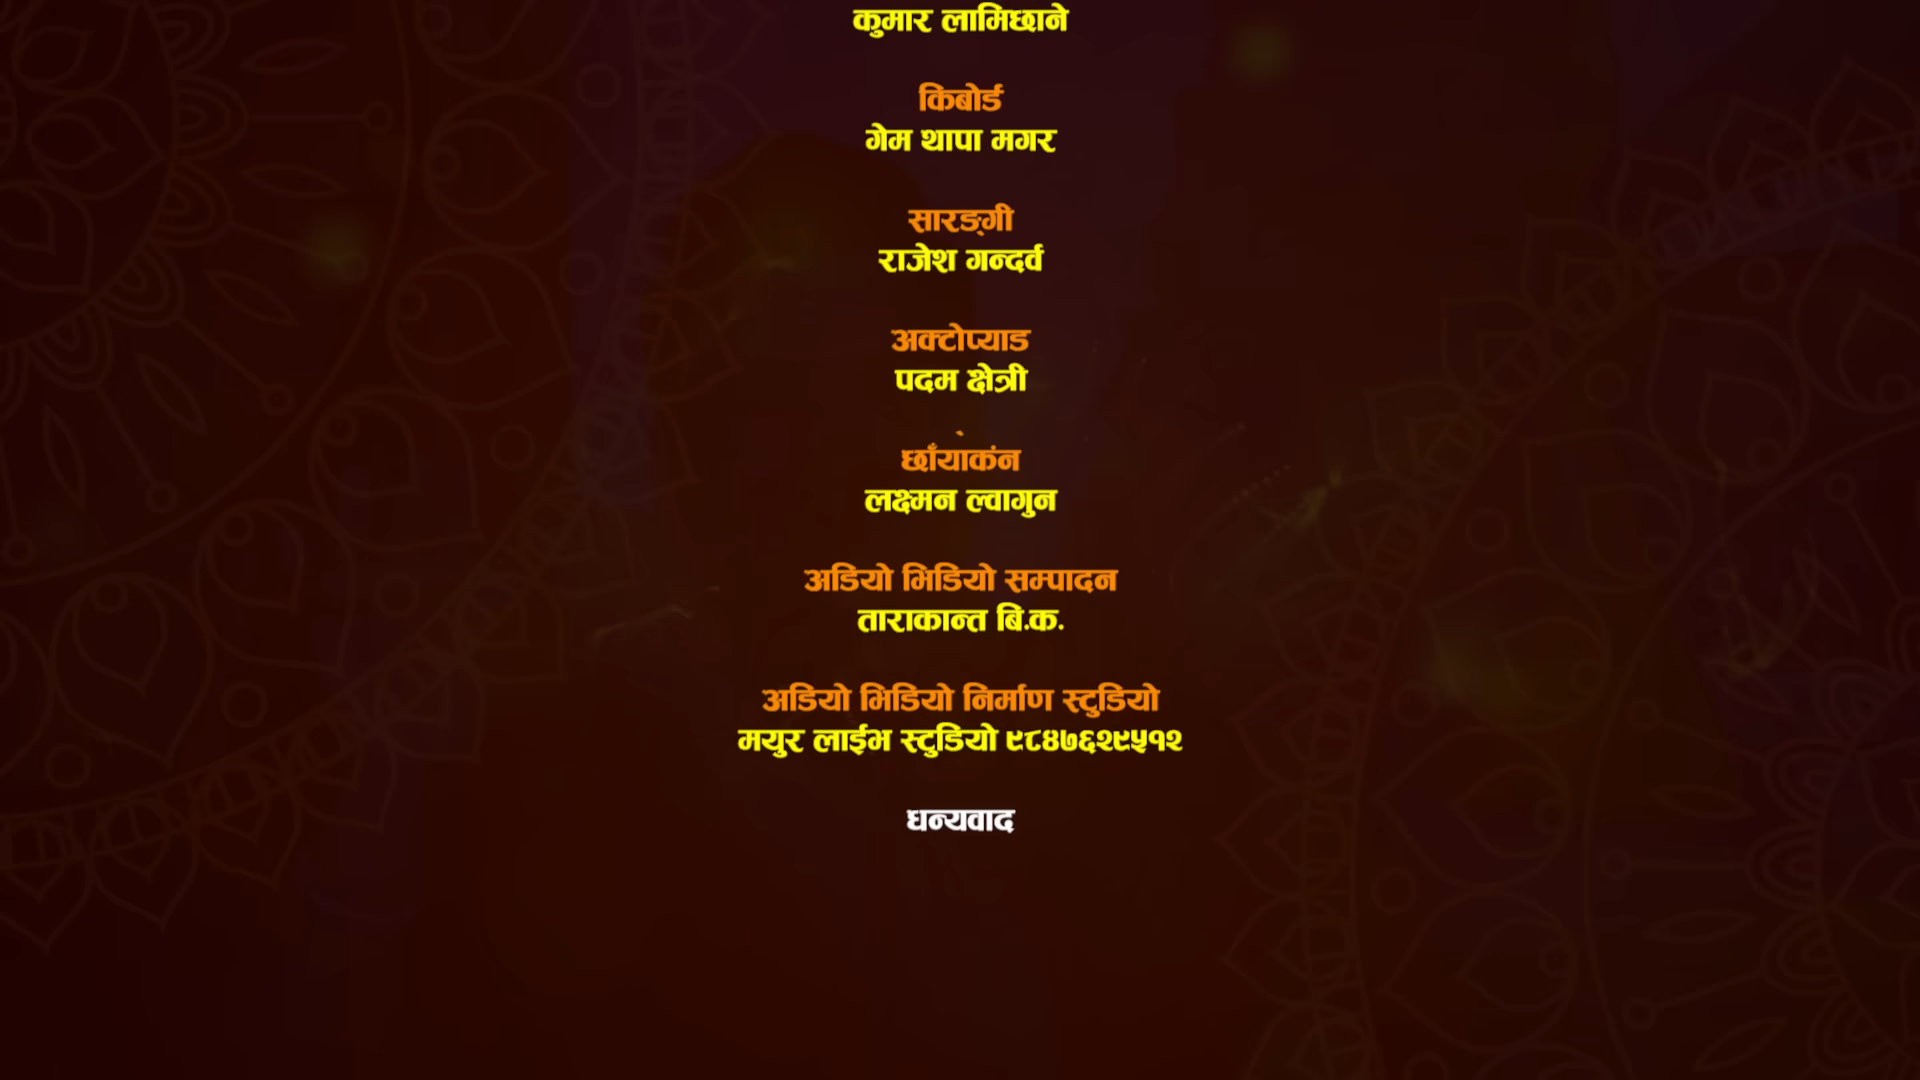 कुमार लामिछाने
किबोर्ड
गेम थापा मगर
सारङ्गी
राजेश गन्दर्व
अक्टोप्याड
पदम क्षेत्री
छाँयाकंन
लक्ष्मन ल्वागुन
अडियो भिडियो सम्पादन
ताराकान्त बि.क.
अडियो भिडियो निर्माण स्टुडियो
मयुर लाईभ स्टुडियो ९८४७६२९५१२
धन्यवाद